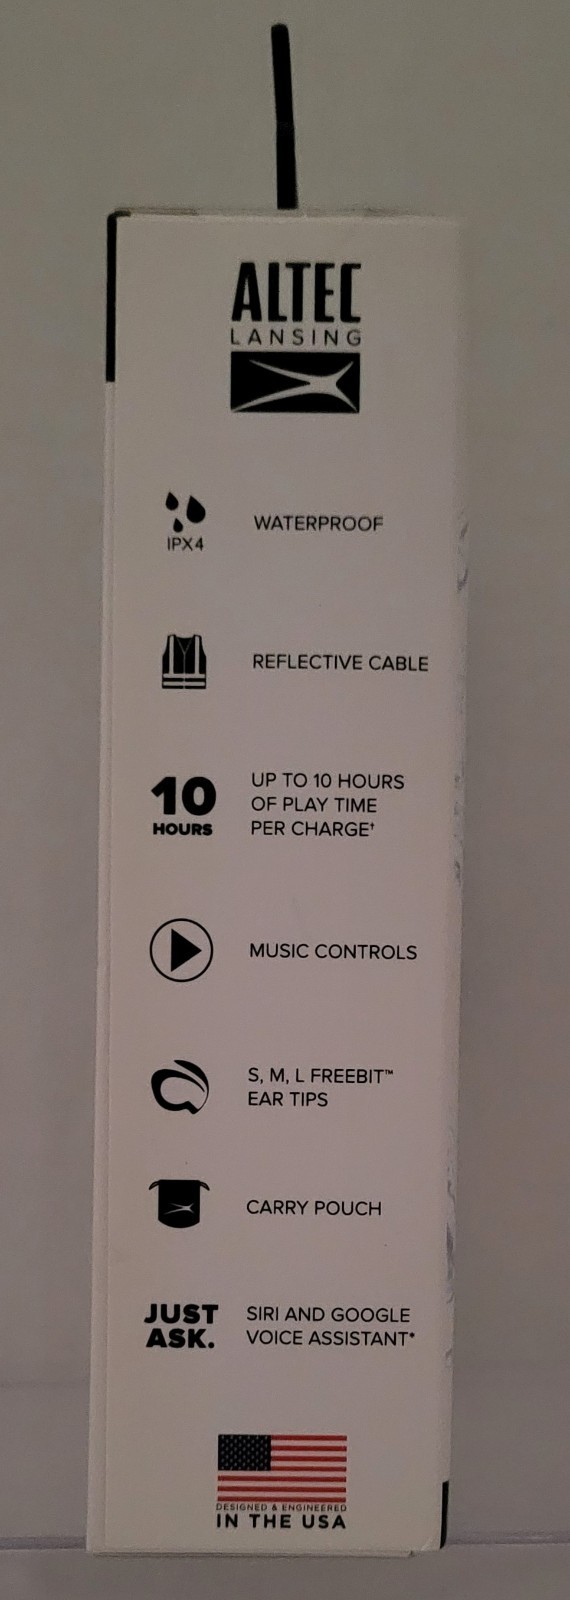 ALTEC
LANSING
IPX4
WATERPROOF
REFLECTIVE CABLE
10
HOURS
UP TO 10 HOURS
OF PLAY TIME
PER CHARGE†
MUSIC CONTROLS
S, M, L FREEBIT™
EAR TIPS
CARRY POUCH
JUST
ASK.
SIRI AND GOOGLE
VOICE ASSISTANT*
DESIGNED & ENGINEERED
IN THE USA